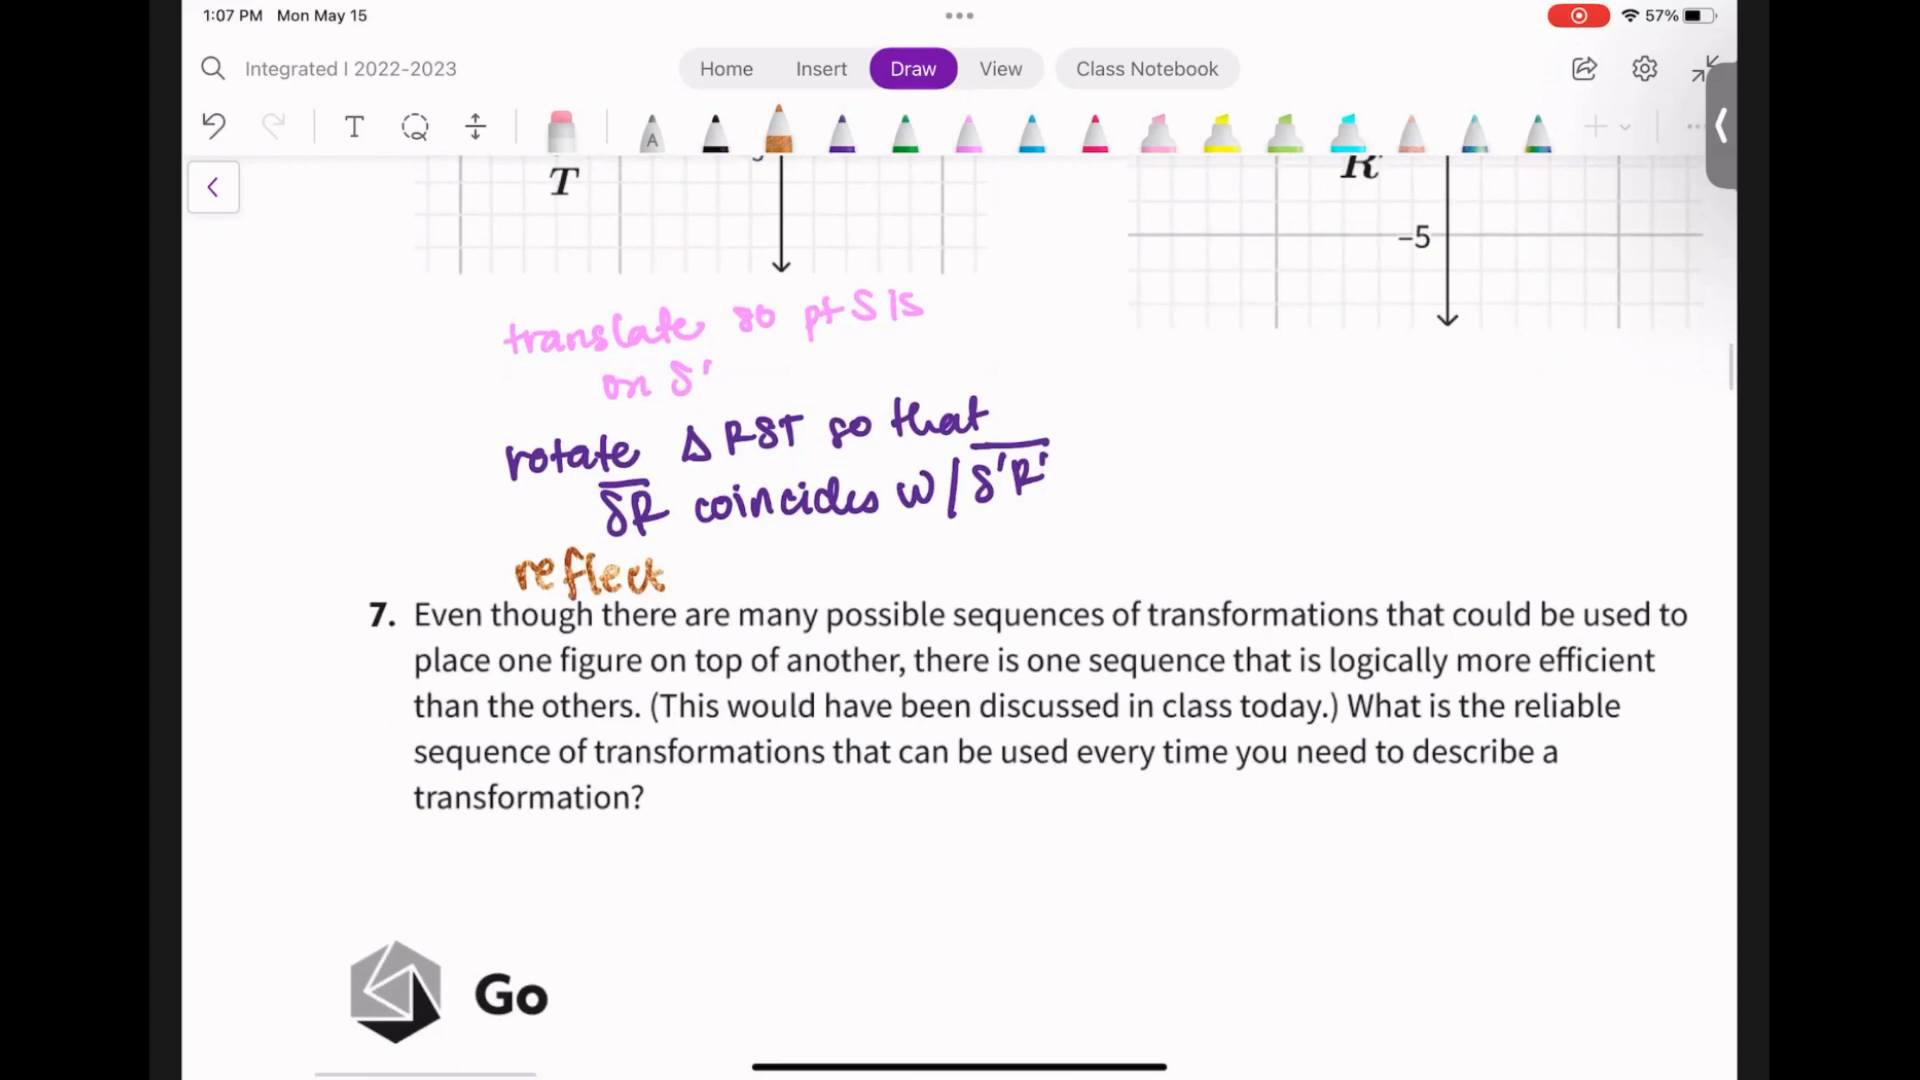 1:07 PM Mon May 15
57%
Integrated I 2022-2023
Home Insert Draw View Class Notebook
T
A
T
R
-5
translate so pt S is
on S'
rotate Δ RST so that
SR coincides w/ S'R'
reflect
7. Even though there are many possible sequences of transformations that could be used to
place one figure on top of another, there is one sequence that is logically more efficient
than the others. (This would have been discussed in class today.) What is the reliable
sequence of transformations that can be used every time you need to describe a
transformation?
Go